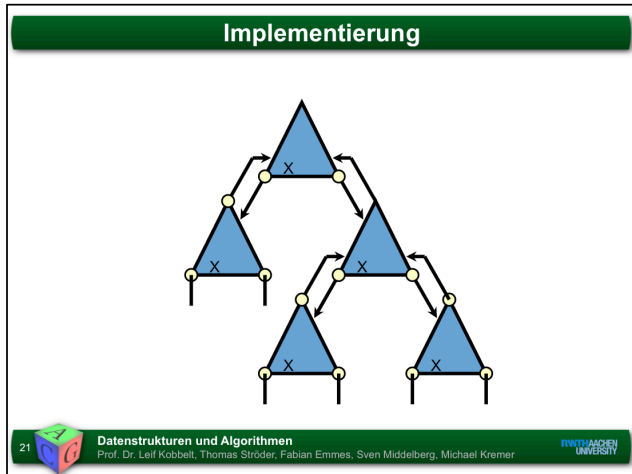 Implementierung
X
X
X
X
X
21
A
C
G
Datenstrukturen und Algorithmen
Prof. Dr. Leif Kobbelt, Thomas Ströder, Fabian Emmes, Sven Middelberg, Michael Kremer
RWTHAACHEN
UNIVERSITY